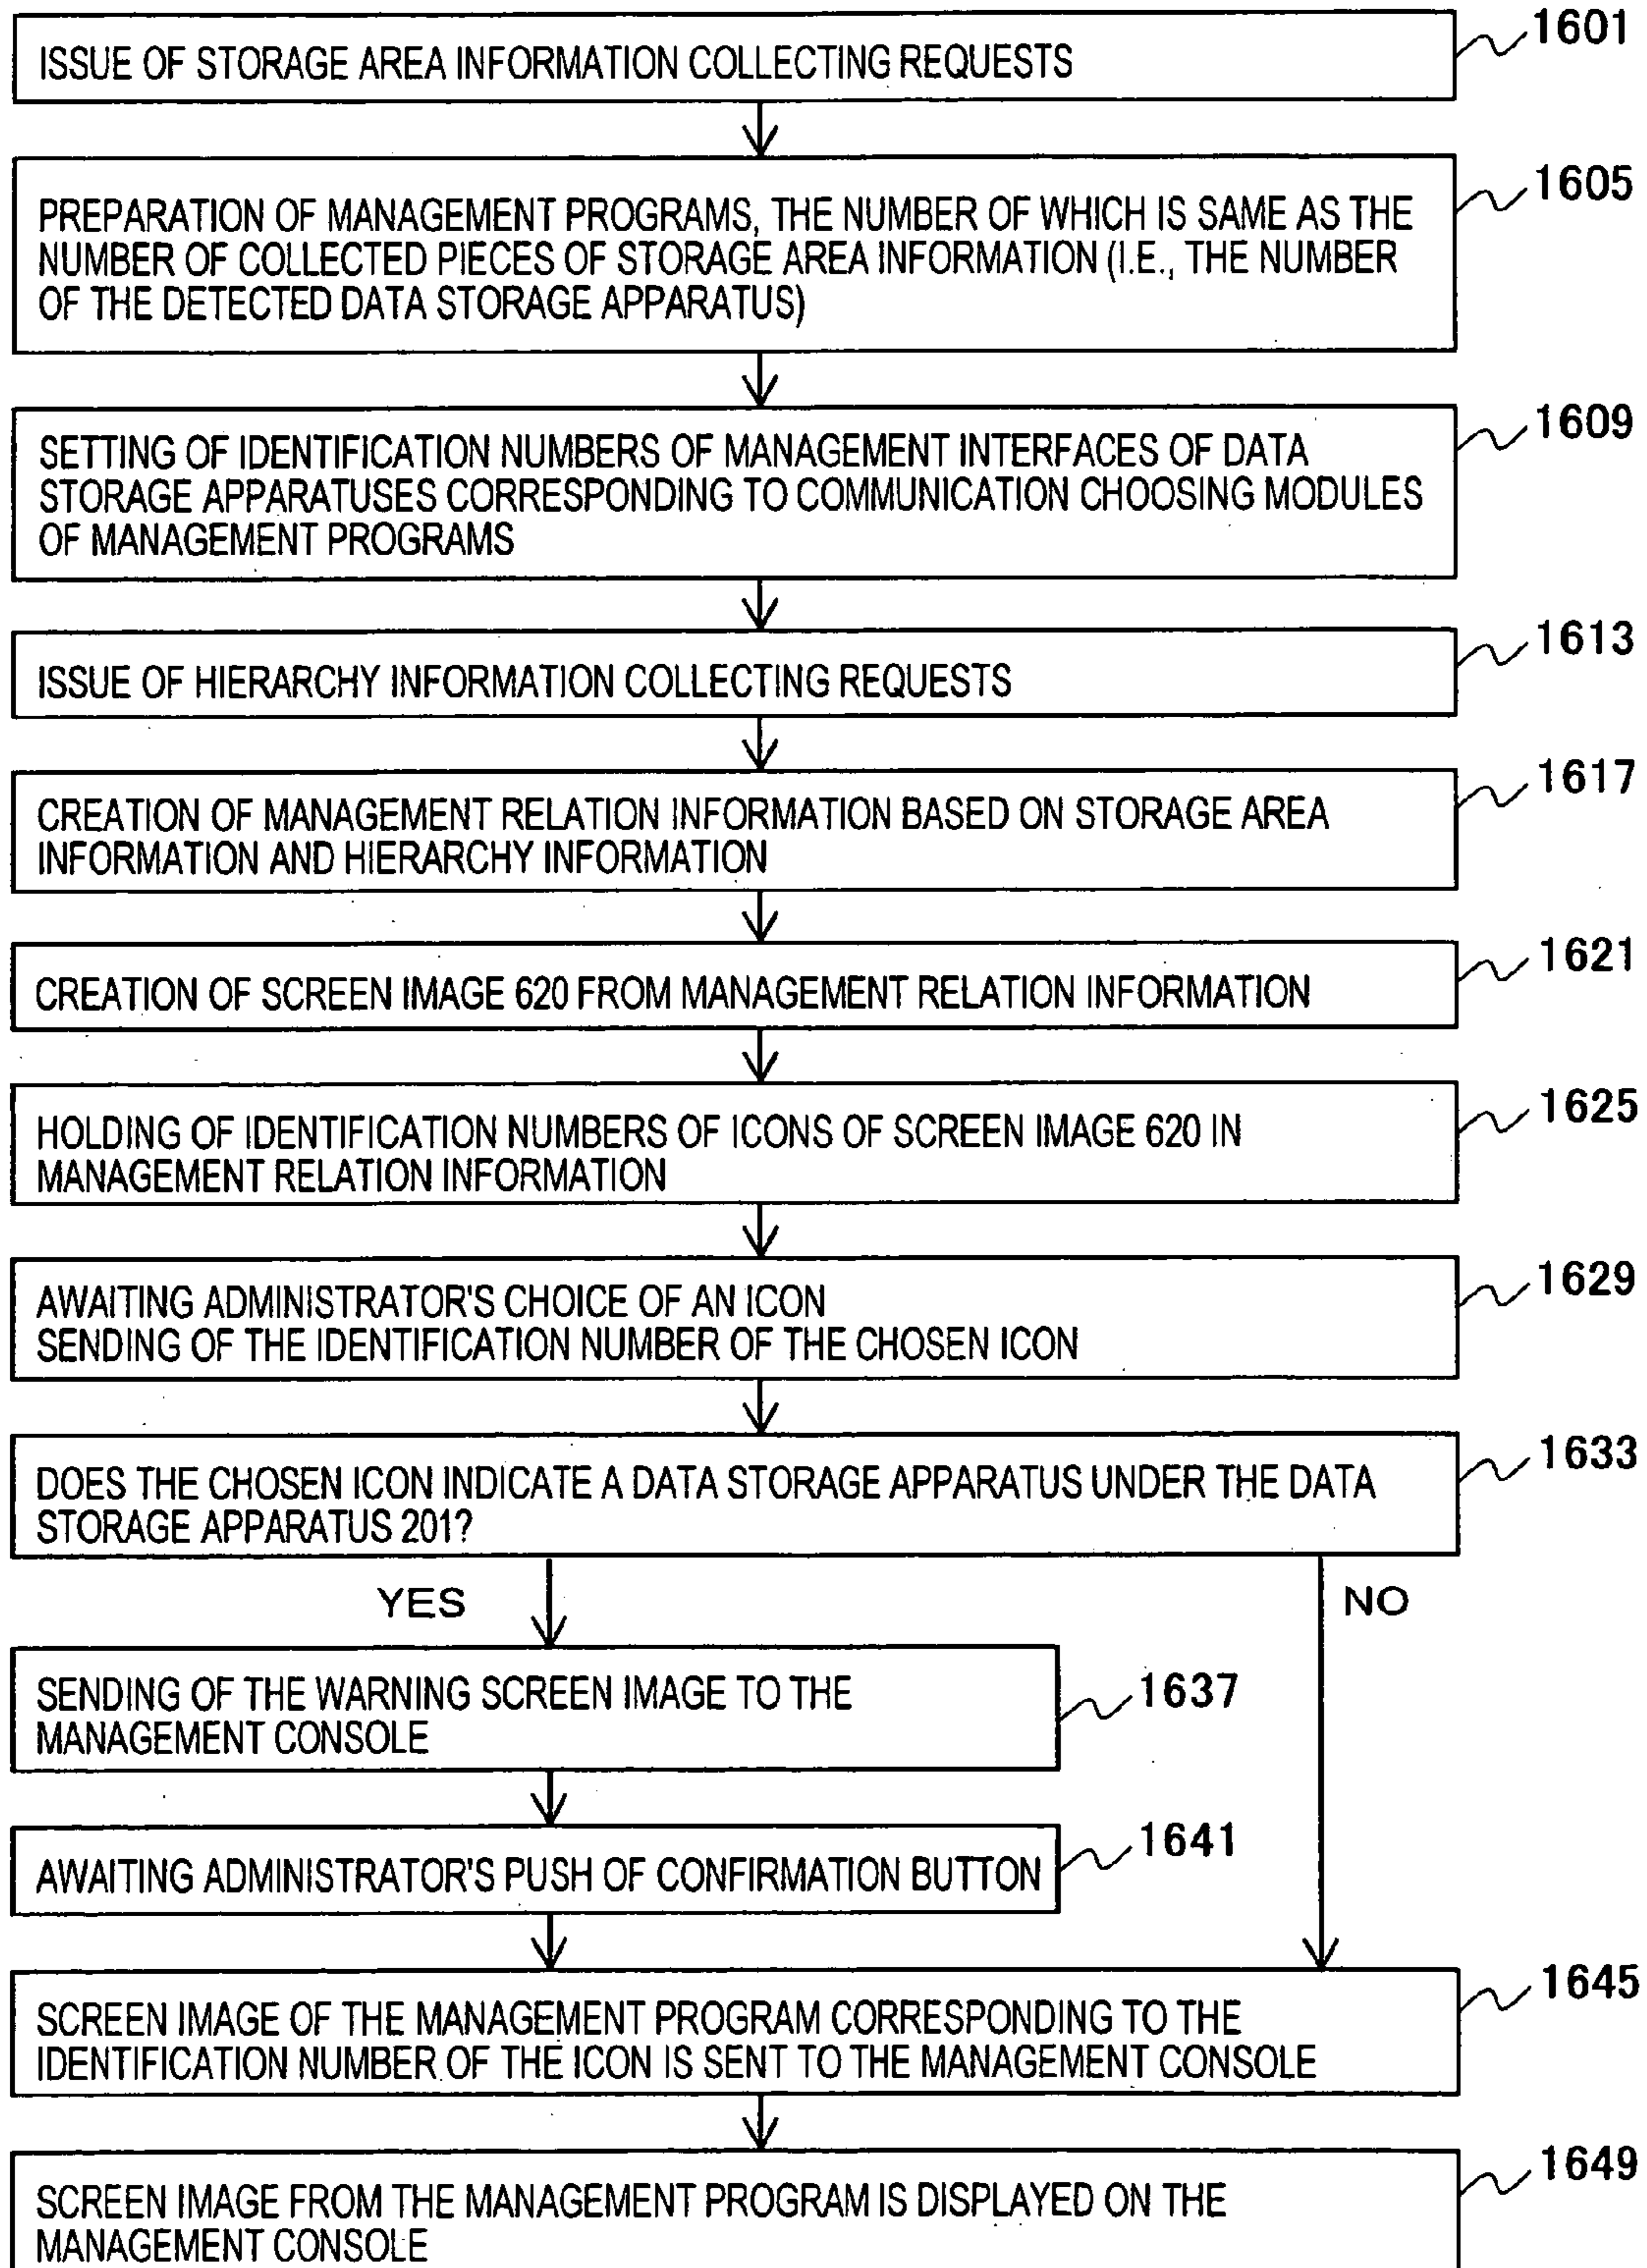 1601
ISSUE OF STORAGE AREA INFORMATION COLLECTING REQUESTS
1605
PREPARATION OF MANAGEMENT PROGRAMS, THE NUMBER OF WHICH IS SAME AS THE
NUMBER OF COLLECTED PIECES OF STORAGE AREA INFORMATION (I.E., THE NUMBER
OF THE DETECTED DATA STORAGE APPARATUS)
1609
SETTING OF IDENTIFICATION NUMBERS OF MANAGEMENT INTERFACES OF DATA
STORAGE APPARATUSES CORRESPONDING TO COMMUNICATION CHOOSING MODULES
OF MANAGEMENT PROGRAMS
1613
ISSUE OF HIERARCHY INFORMATION COLLECTING REQUESTS
1617
CREATION OF MANAGEMENT RELATION INFORMATION BASED ON STORAGE AREA
INFORMATION AND HIERARCHY INFORMATION
1621
CREATION OF SCREEN IMAGE 620 FROM MANAGEMENT RELATION INFORMATION
1625
HOLDING OF IDENTIFICATION NUMBERS OF ICONS OF SCREEN IMAGE 620 IN
MANAGEMENT RELATION INFORMATION
1629
AWAITING ADMINISTRATOR'S CHOICE OF AN ICON
SENDING OF THE IDENTIFICATION NUMBER OF THE CHOSEN ICON
1633
DOES THE CHOSEN ICON INDICATE A DATA STORAGE APPARATUS UNDER THE DATA
STORAGE APPARATUS 201?
YES
NO
1637
SENDING OF THE WARNING SCREEN IMAGE TO THE
MANAGEMENT CONSOLE
1641
AWAITING ADMINISTRATOR'S PUSH OF CONFIRMATION BUTTON
1645
SCREEN IMAGE OF THE MANAGEMENT PROGRAM CORRESPONDING TO THE
IDENTIFICATION NUMBER OF THE ICON IS SENT TO THE MANAGEMENT CONSOLE
1649
SCREEN IMAGE FROM THE MANAGEMENT PROGRAM IS DISPLAYED ON THE
MANAGEMENT CONSOLE